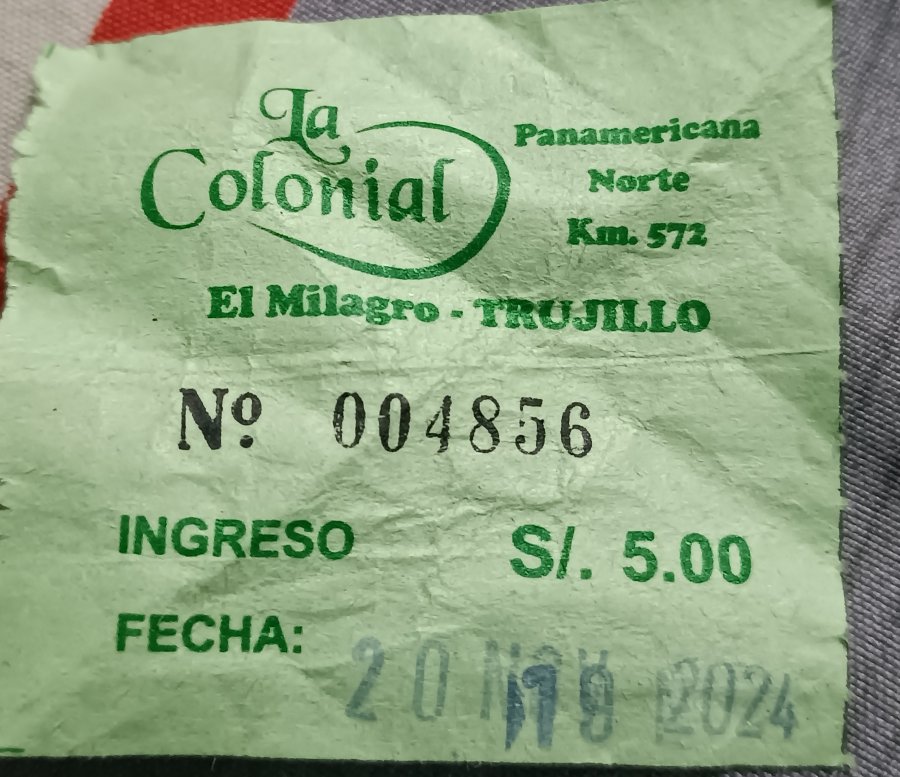 La
Colonial
Panamericana
Norte
Km. 572
El Milagro - TRUJILLO
Nº 004856
INGRESO S/. 5.00
FECHA: 20 2024